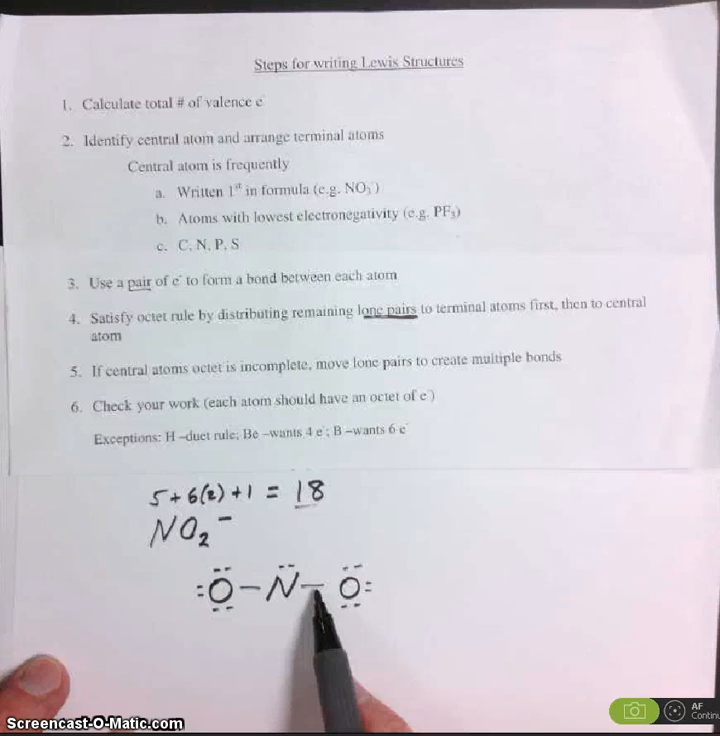 Steps for writing Lewis Structures
1. Calculate total # of valence e⁻
2. Identify central atom and arrange terminal atoms
Central atom is frequently
a. Written 1st in formula (e.g. NO₃⁻)
b. Atoms with lowest electronegativity (e.g. PF₃)
c. C, N, P, S
3. Use a pair of e⁻ to form a bond between each atom
4. Satisfy octet rule by distributing remaining lone pairs to terminal atoms first, then to central
atom
5. If central atoms octet is incomplete, move lone pairs to create multiple bonds
6. Check your work (each atom should have an octet of e⁻)
Exceptions: H –duet rule; Be –wants 4 e⁻; B –wants 6 e⁻
5+6(2)+1 = 18
NO₂⁻
:O – N – O:
Screencast-O-Matic.com
AF